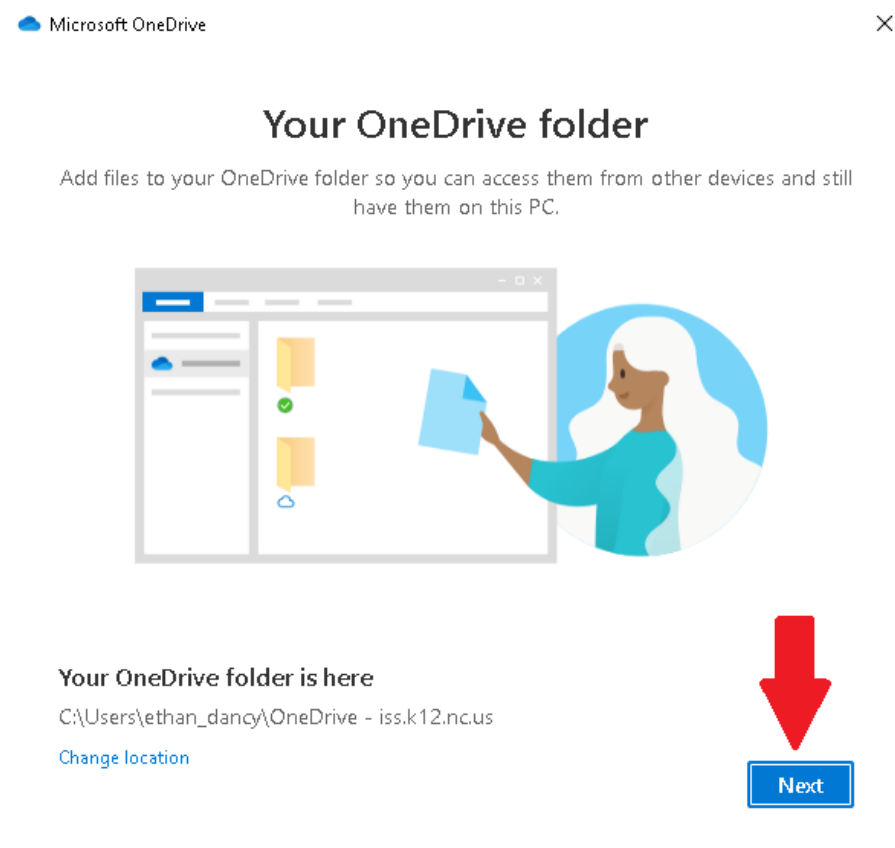 Microsoft OneDrive
Your OneDrive folder
Add files to your OneDrive folder so you can access them from other devices and still
have them on this PC.
Your OneDrive folder is here
C:\Users\ethan_dancy\OneDrive - iss.k12.nc.us
Change location
Next